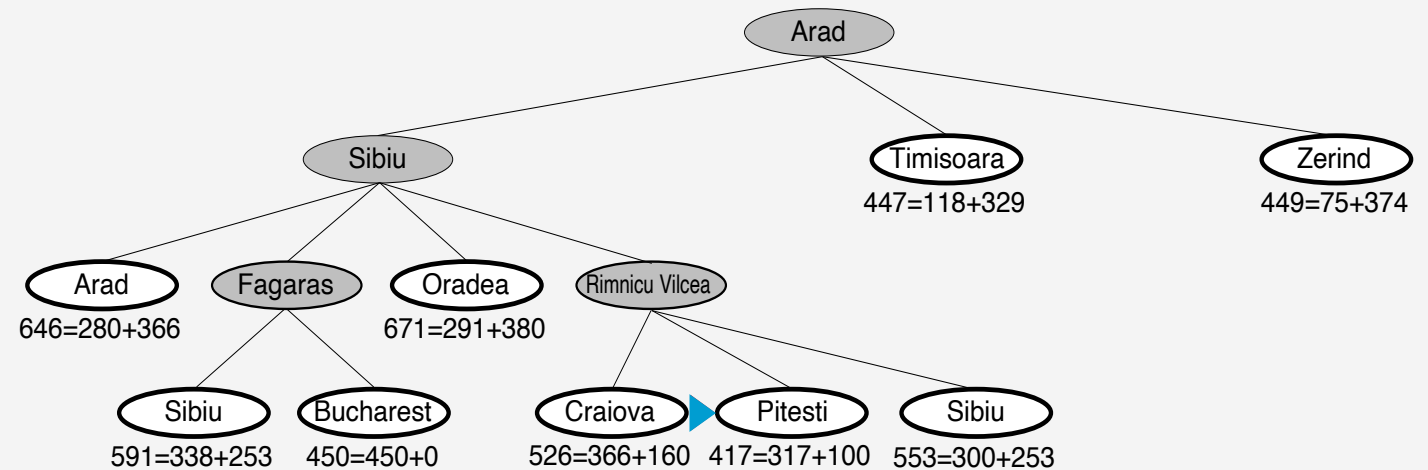 Arad
Sibiu
Timisoara
Zerind
447=118+329
449=75+374
Arad
Fagaras
Oradea
Rimnicu Vilcea
646=280+366
671=291+380
Sibiu
Bucharest
Craiova
Pitesti
Sibiu
591=338+253
450=450+0
526=366+160
417=317+100
553=300+253